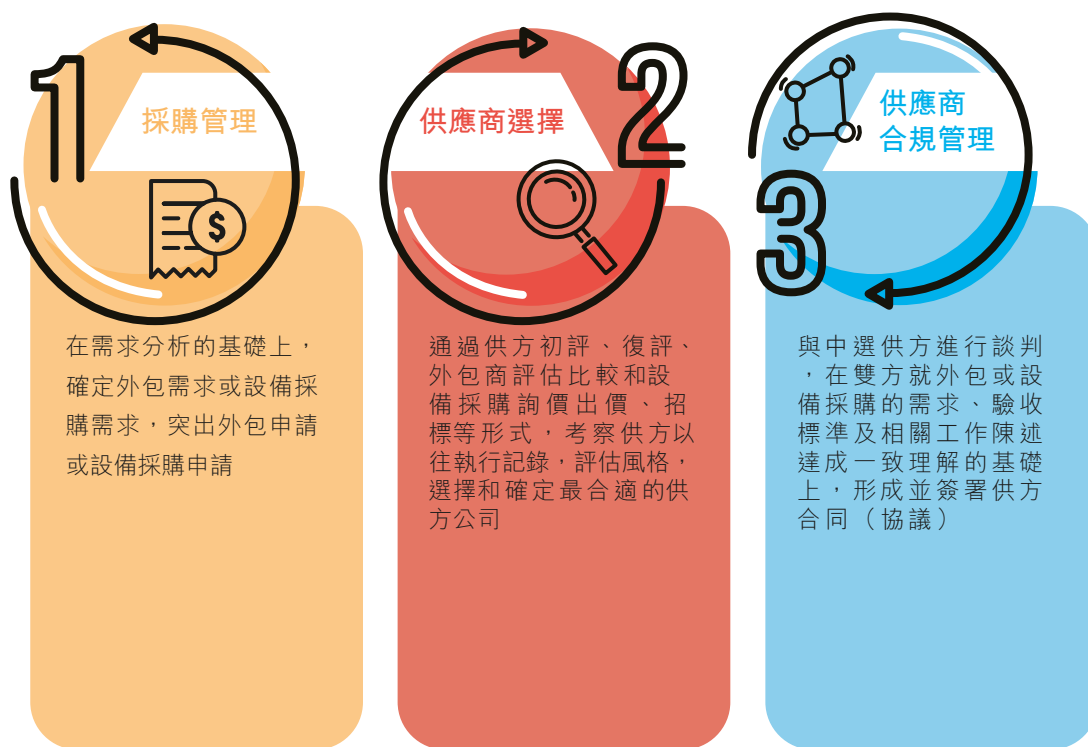 1
採購管理
在需求分析的基礎上，
確定外包需求或設備採
購需求，突出外包申請
或設備採購申請
2
供應商選擇
通過供方初評、復評、
外包商評估比較和設
備採購詢價出價、招
標等形式，考察供方以
往執行記錄，評估風格，
選擇和確定最合適的供
方公司
3
供應商
合規管理
與中選供方進行談判
，在雙方就外包或設
備採購的需求、驗收
標準及相關工作陳述
達成一致理解的基礎
上，形成並簽署供方
合同（協議）
$